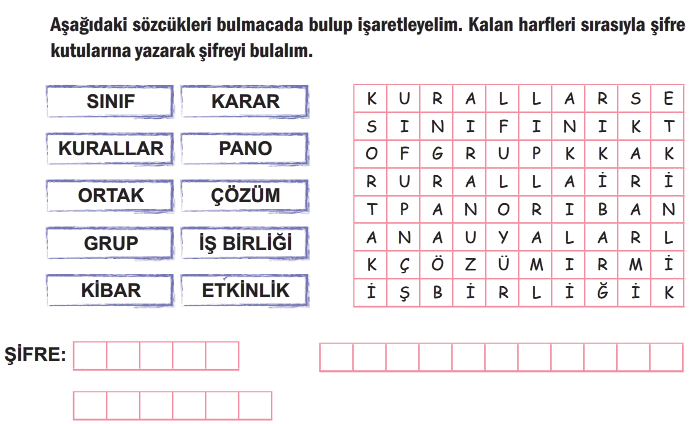 Aşağıdaki sözcükleri bulmacada bulup işaretleyelim. Kalan harfleri sırasıyla şifre
kutularına yazarak şifreyi bulalım.
SINIF KARAR
KURALLAR PANO
ORTAK ÇÖZÜM
GRUP İŞ BİRLİĞİ
KİBAR ETKİNLİK
K U R A L L A R S E
S I N I F I N I K T
O F G R U P K K A K
R U R A L L A İ R İ
T P A N O R I B A N
A N A U Y A L A R L
K Ç Ö Z Ü M I R M İ
İ Ş B İ R L İ Ğ İ K
ŞİFRE: